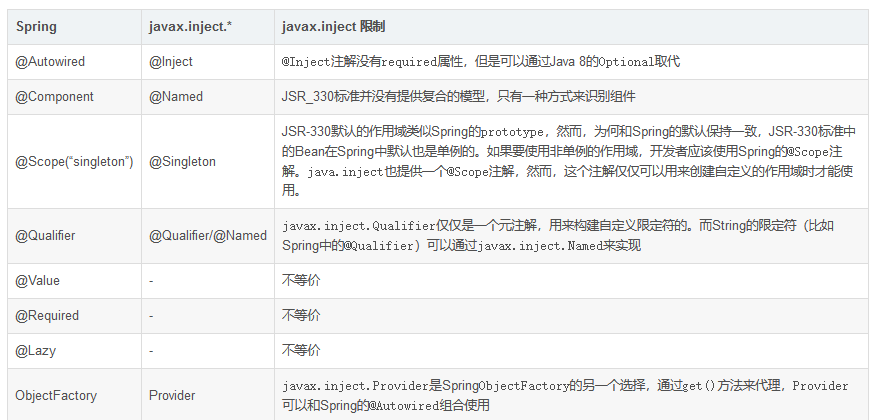 Spring javax.inject.* javax.inject 限制
@Autowired @Inject @Inject注解没有required属性，但是可以通过Java 8的Optional取代
@Component @Named JSR_330标准并没有提供复合的模型，只有一种方式来识别组件
JSR-330默认的作用域类似Spring的prototype，然而，为何和Spring的默认保持一致，JSR-330标准中
@Scope(“singleton”) @Singleton 的Bean在Spring中默认也是单例的。如果要使用非单例的作用域，开发者应该使用Spring的@Scope注
解。java.inject也提供一个@Scope注解，然而，这个注解仅仅可以用来创建自定义的作用域时才能使
用。
@Qualifier @Qualifier/@Named javax.inject.Qualifier仅仅是一个元注解，用来构建自定义限定符的。而String的限定符（比如
Spring中的@Qualifier）可以通过javax.inject.Named来实现
@Value - 不等价
@Required - 不等价
@Lazy - 不等价
ObjectFactory Provider javax.inject.Provider是SpringObjectFactory的另一个选择，通过get()方法来代理，Provider
可以和Spring的@Autowired组合使用